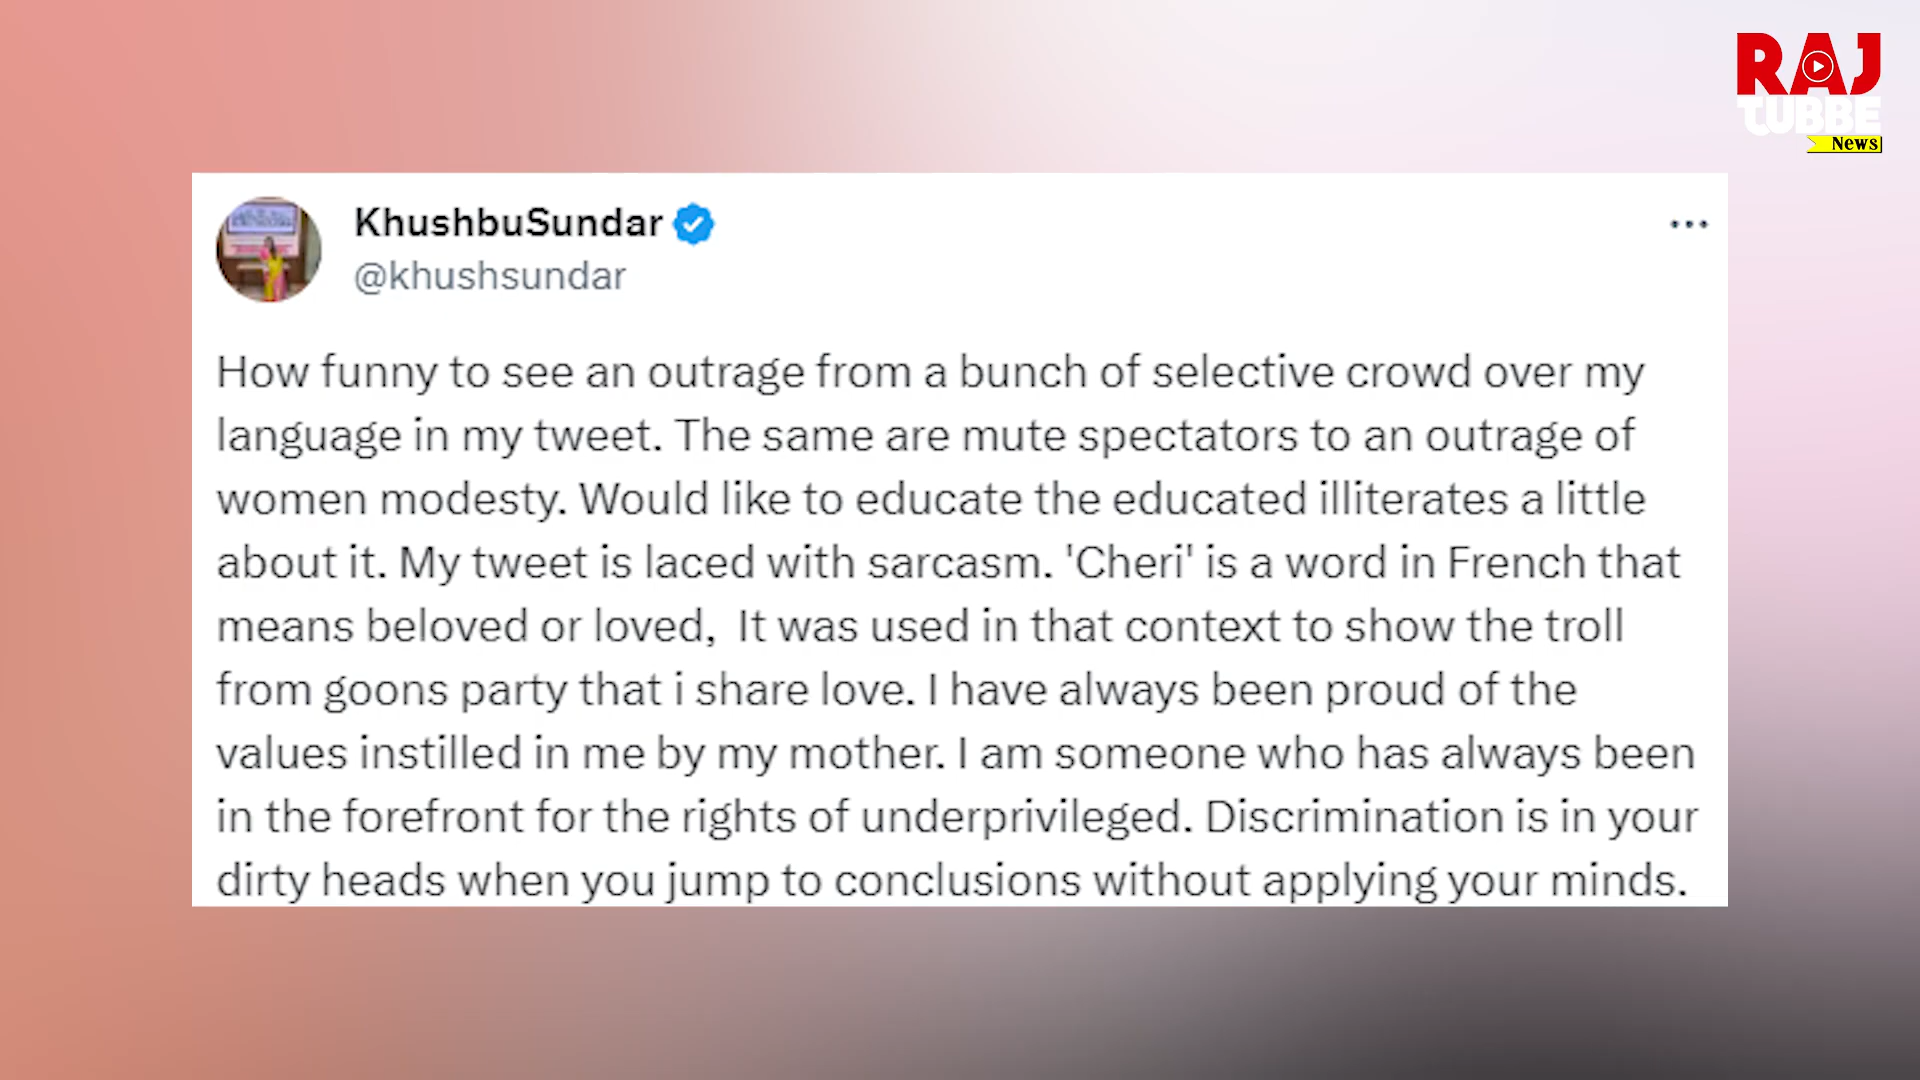 RAJ
TUBBE
News
KhushbuSundar
@khushsundar
How funny to see an outrage from a bunch of selective crowd over my
language in my tweet. The same are mute spectators to an outrage of
women modesty. Would like to educate the educated illiterates a little
about it. My tweet is laced with sarcasm. 'Cheri' is a word in French that
means beloved or loved,  It was used in that context to show the troll
from goons party that i share love. I have always been proud of the
values instilled in me by my mother. I am someone who has always been
in the forefront for the rights of underprivileged. Discrimination is in your
dirty heads when you jump to conclusions without applying your minds.